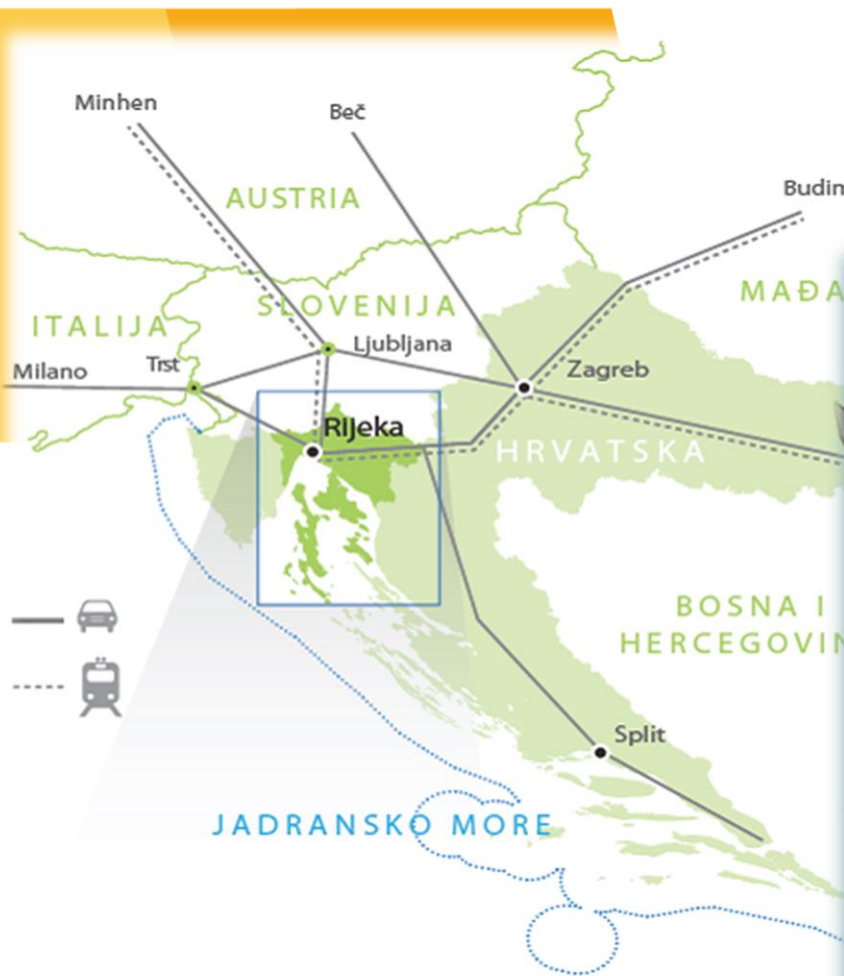 Minhen
Beč
AUSTRIA
Budim
MAĐA
SLOVENIJA
ITALIJA
Ljubljana
Trst
Milano
Zagreb
Rijeka
HRVATSKA
BOSNA I
HERCEGOVIN
Split
JADRANSKO MORE